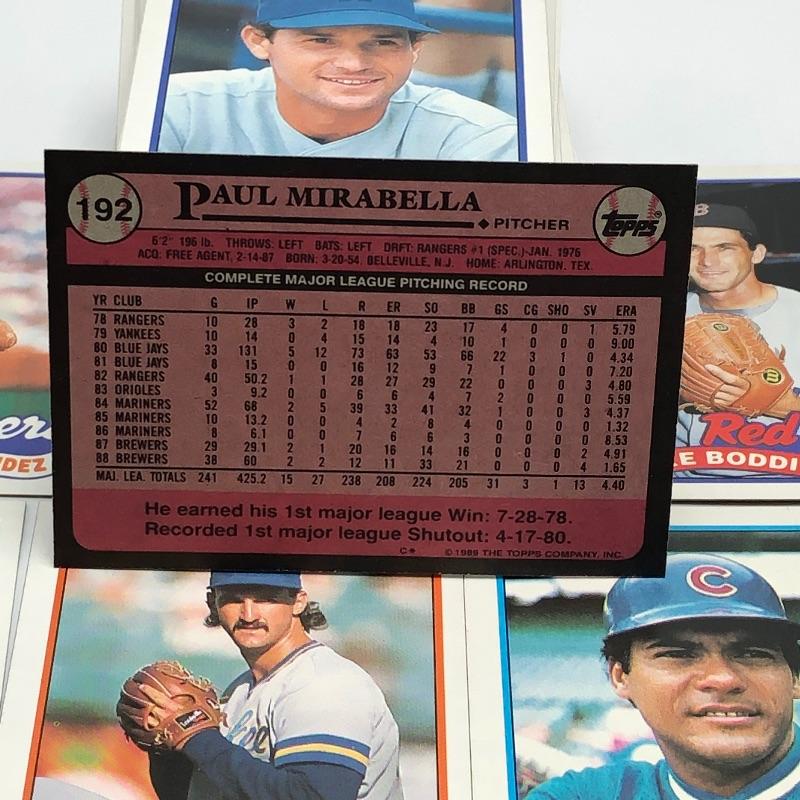 192
PAUL MIRABELLA
PITCHER
TOPPS®
6'2" 196 lb. THROWS: LEFT BATS: LEFT DRFT: RANGERS #1 (SPEC.)-JAN. 1976
ACQ: FREE AGENT, 2-14-87 BORN: 3-20-54, BELLEVILLE, N.J. HOME: ARLINGTON, TEX.
COMPLETE MAJOR LEAGUE PITCHING RECORD
YR CLUB G IP W L R ER SO BB GS CG SHO SV ERA
78 RANGERS 10 28 3 2 18 18 23 17 4 0 0 1 5.79
79 YANKEES 10 14 0 4 15 14 4 10 1 0 0 0 9.00
80 BLUE JAYS 33 131 5 12 73 63 53 66 22 3 1 0 4.34
81 BLUE JAYS 8 15 0 0 16 12 9 7 1 0 0 0 7.20
82 RANGERS 40 50.2 1 1 28 27 29 22 0 0 0 3 4.80
83 ORIOLES 3 9.2 0 0 6 6 4 7 2 0 0 0 5.59
84 MARINERS 52 68 2 5 39 33 41 32 1 0 0 3 4.37
85 MARINERS 10 13.2 0 0 4 2 8 4 0 0 0 0 1.32
86 MARINERS 8 6.1 0 0 7 6 6 3 0 0 0 0 8.53
87 BREWERS 29 29.1 2 1 20 16 14 16 0 0 0 2 4.91
88 BREWERS 38 60 2 2 12 11 33 21 0 0 0 4 1.65
MAJ. LEA. TOTALS 241 425.2 15 27 238 208 224 205 31 3 1 13 4.40
He earned his 1st major league Win: 7-28-78.
Recorded 1st major league Shutout: 4-17-80.
C* © 1989 THE TOPPS COMPANY, INC.
B
Red
E BODDI
ers
DEZ
C